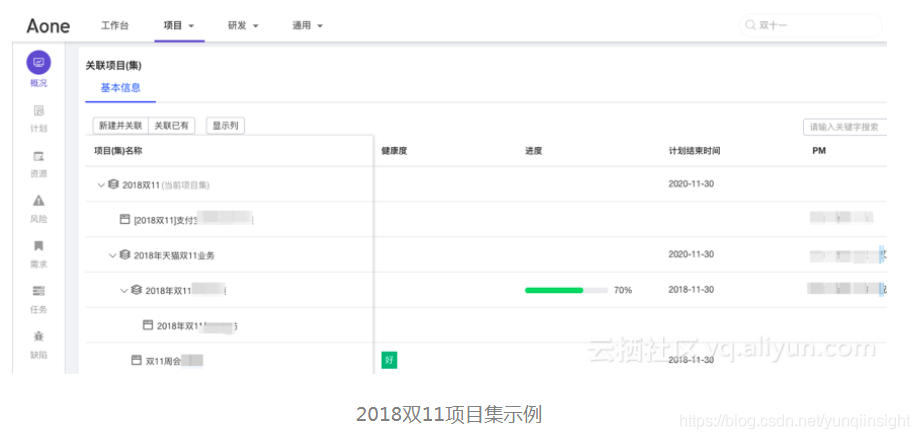 Aone 工作台 项目 研发 通用 双十一
概况
计划
资源
风险
需求
任务
缺陷
关联项目(集)
基本信息
新建并关联 关联已有 显示列 请输入关键字搜索
项目(集)名称 健康度 进度 计划结束时间 PM
2018双11 (当前项目集) 2020-11-30
[2018双11]支付
2018年天猫双11业务 2020-11-30
2018年双11 70% 2018-11-30
2018年双1
双11周会 好 2018-11-30
云栖社区 yq.aliyun.com
2018双11项目集示例
https://blog.csdn.net/yunqiinsight